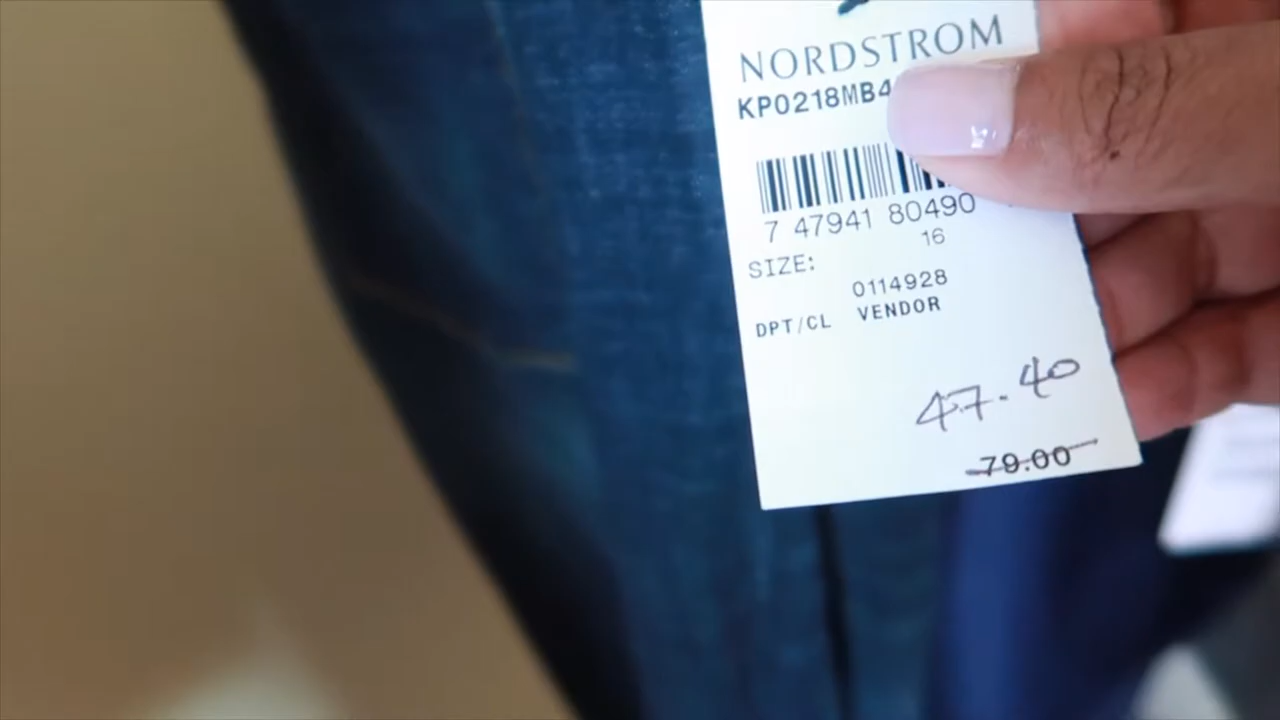 NORDSTROM
KP0218MB4
7 47941 80490
16
SIZE:
0114928
DPT/CL VENDOR
47.40
79.00